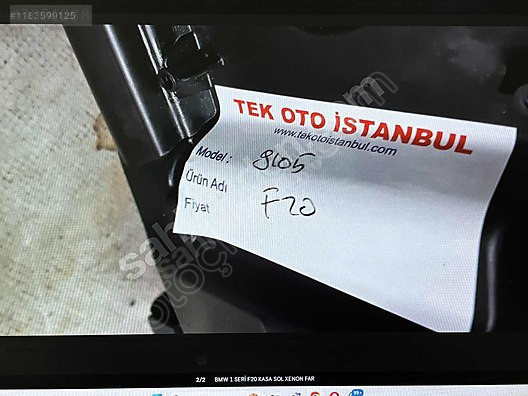 #1183590125
TEK OTO İSTANBUL
www.tekotoistanbul.com
Model :
Ürün Adı
F20
Fiyat
2/2 BMW 1 SERİ F20 KASA SOL XENON FAR
99+